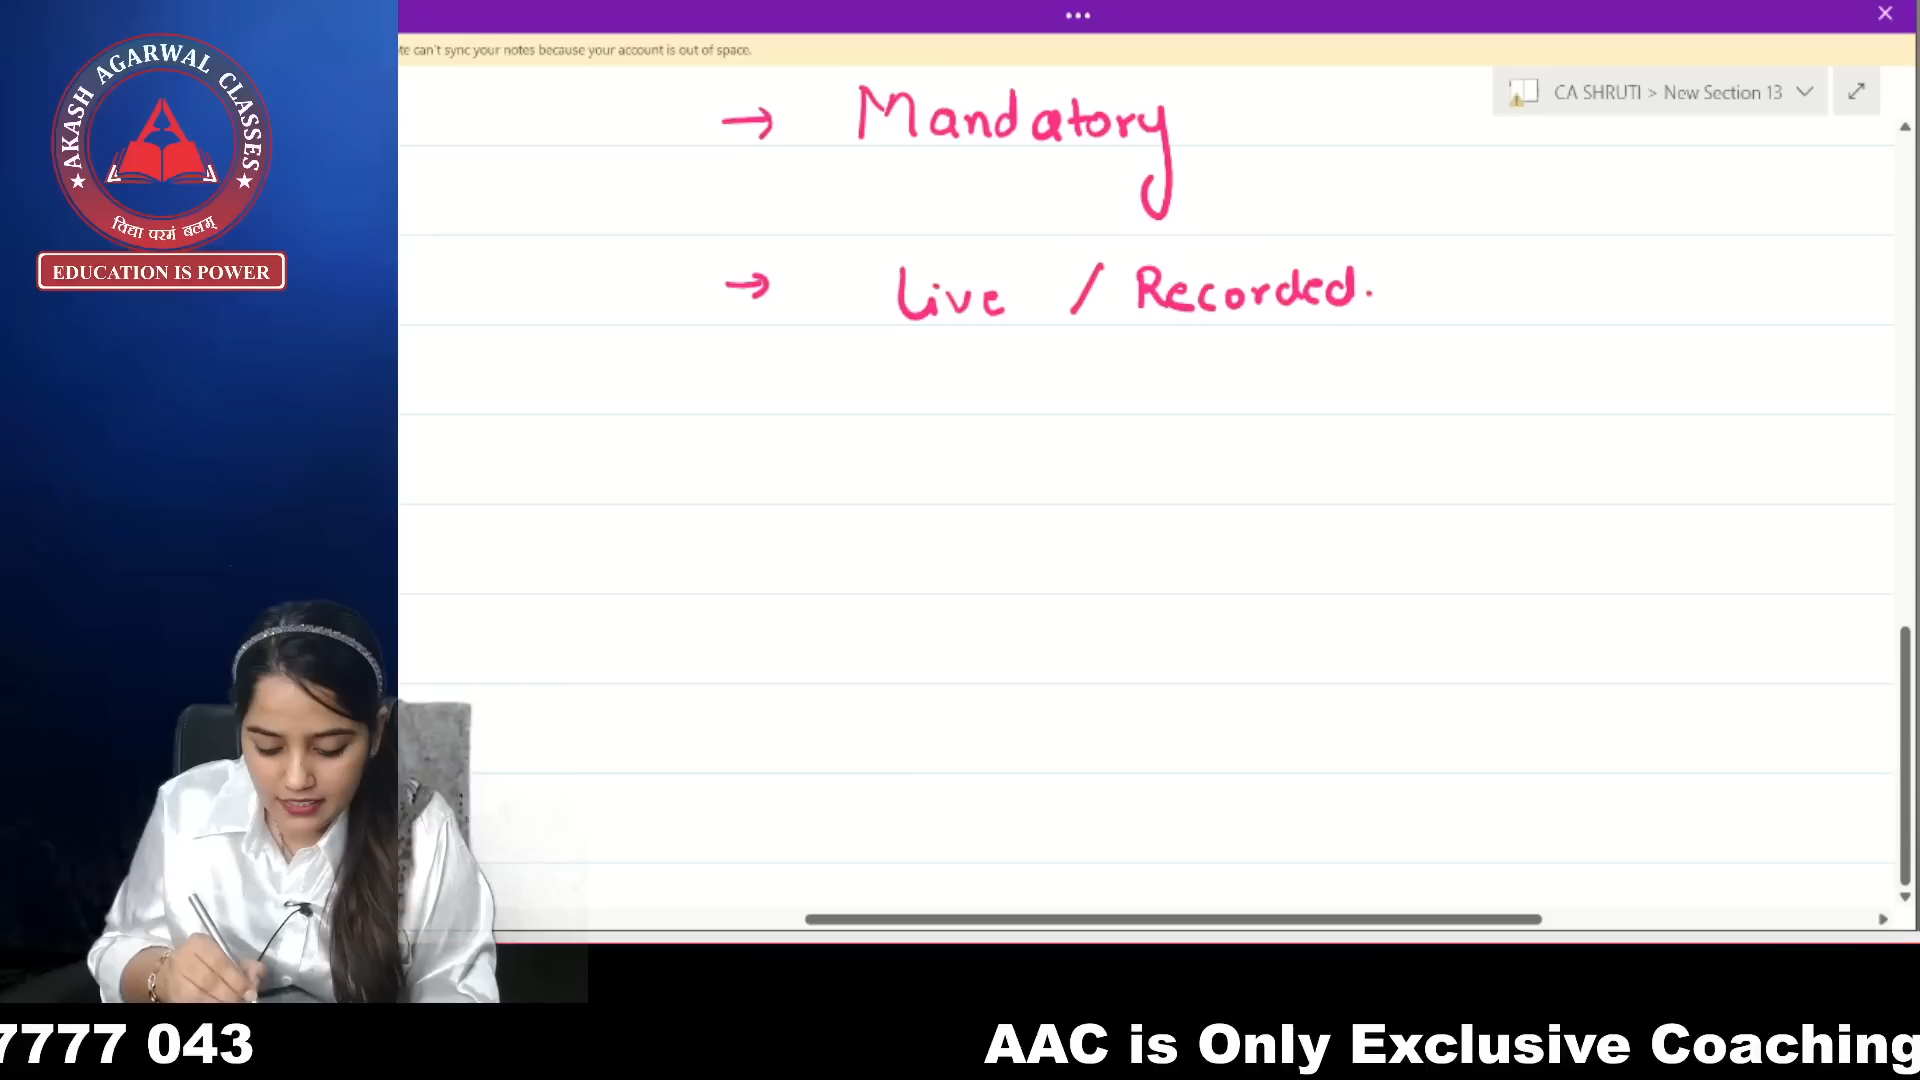 AKASH AGARWAL CLASSES
विद्या परमं बलम्
EDUCATION IS POWER
te can't sync your notes because your account is out of space.
CA SHRUTI > New Section 13
→ Mandatory
→ Live / Recorded.
7777 043
AAC is Only Exclusive Coaching